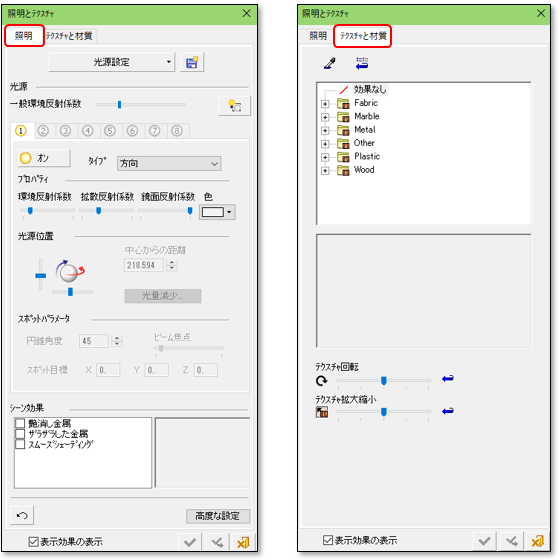 照明とテクスチャ
照明 テクスチャと材質
光源設定
光源
一般環境反射係数
1 2 3 4 5 6 7 8
オン タイプ 方向
プロパティ
環境反射係数 拡散反射係数 鏡面反射係数 色
光源位置
中心からの距離
218.594
光量減少...
スポットパラメータ
円錐角度 45 ビーム焦点
スポット目標 X 0. Y 0. Z 0.
シーン効果
艶消し金属
ザラザラした金属
スムーズシェーディング
高度な設定
表示効果の表示
照明とテクスチャ
照明 テクスチャと材質
効果なし
Fabric
Marble
Metal
Other
Plastic
Wood
テクスチャ回転
テクスチャ拡大縮小
表示効果の表示